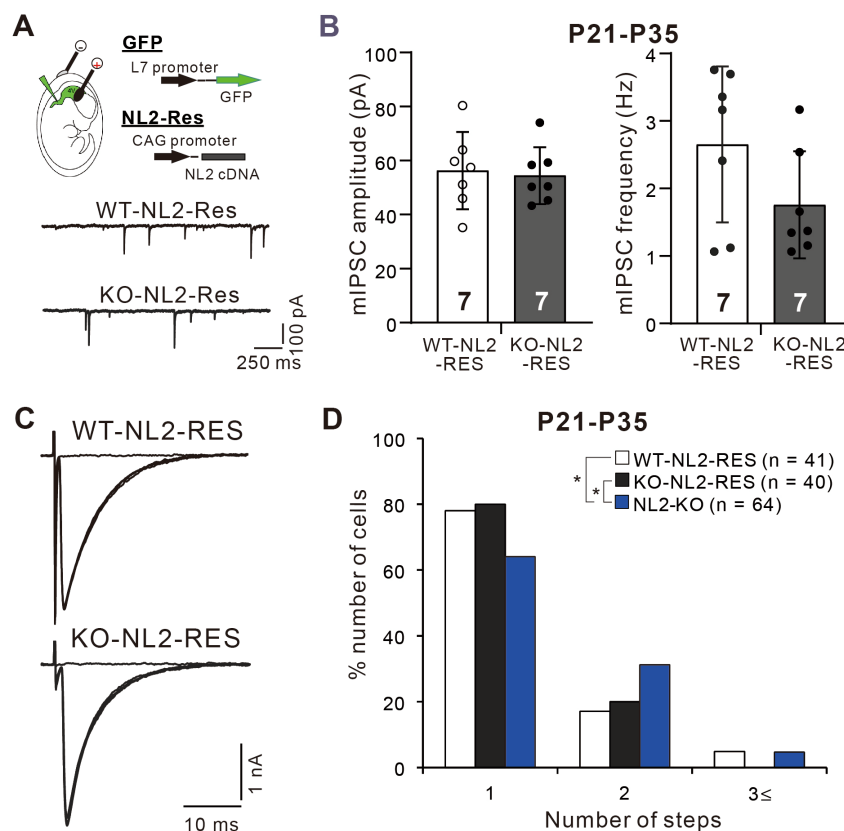 A
GFP
L7 promoter
GFP
NL2-Res
CAG promoter
NL2 cDNA
4V
−
+
WT-NL2-Res
KO-NL2-Res
100 pA
250 ms
B
P21-P35
mIPSC amplitude (pA)
100
80
60
40
20
0
7
7
WT-NL2
-RES
KO-NL2
-RES
mIPSC frequency (Hz)
4
3
2
1
0
7
7
WT-NL2
-RES
KO-NL2
-RES
C
WT-NL2-RES
KO-NL2-RES
1 nA
10 ms
D
P21-P35
% number of cells
100
80
60
40
20
0
WT-NL2-RES (n = 41)
KO-NL2-RES (n = 40)
NL2-KO (n = 64)
*
*
1
2
3≤
Number of steps